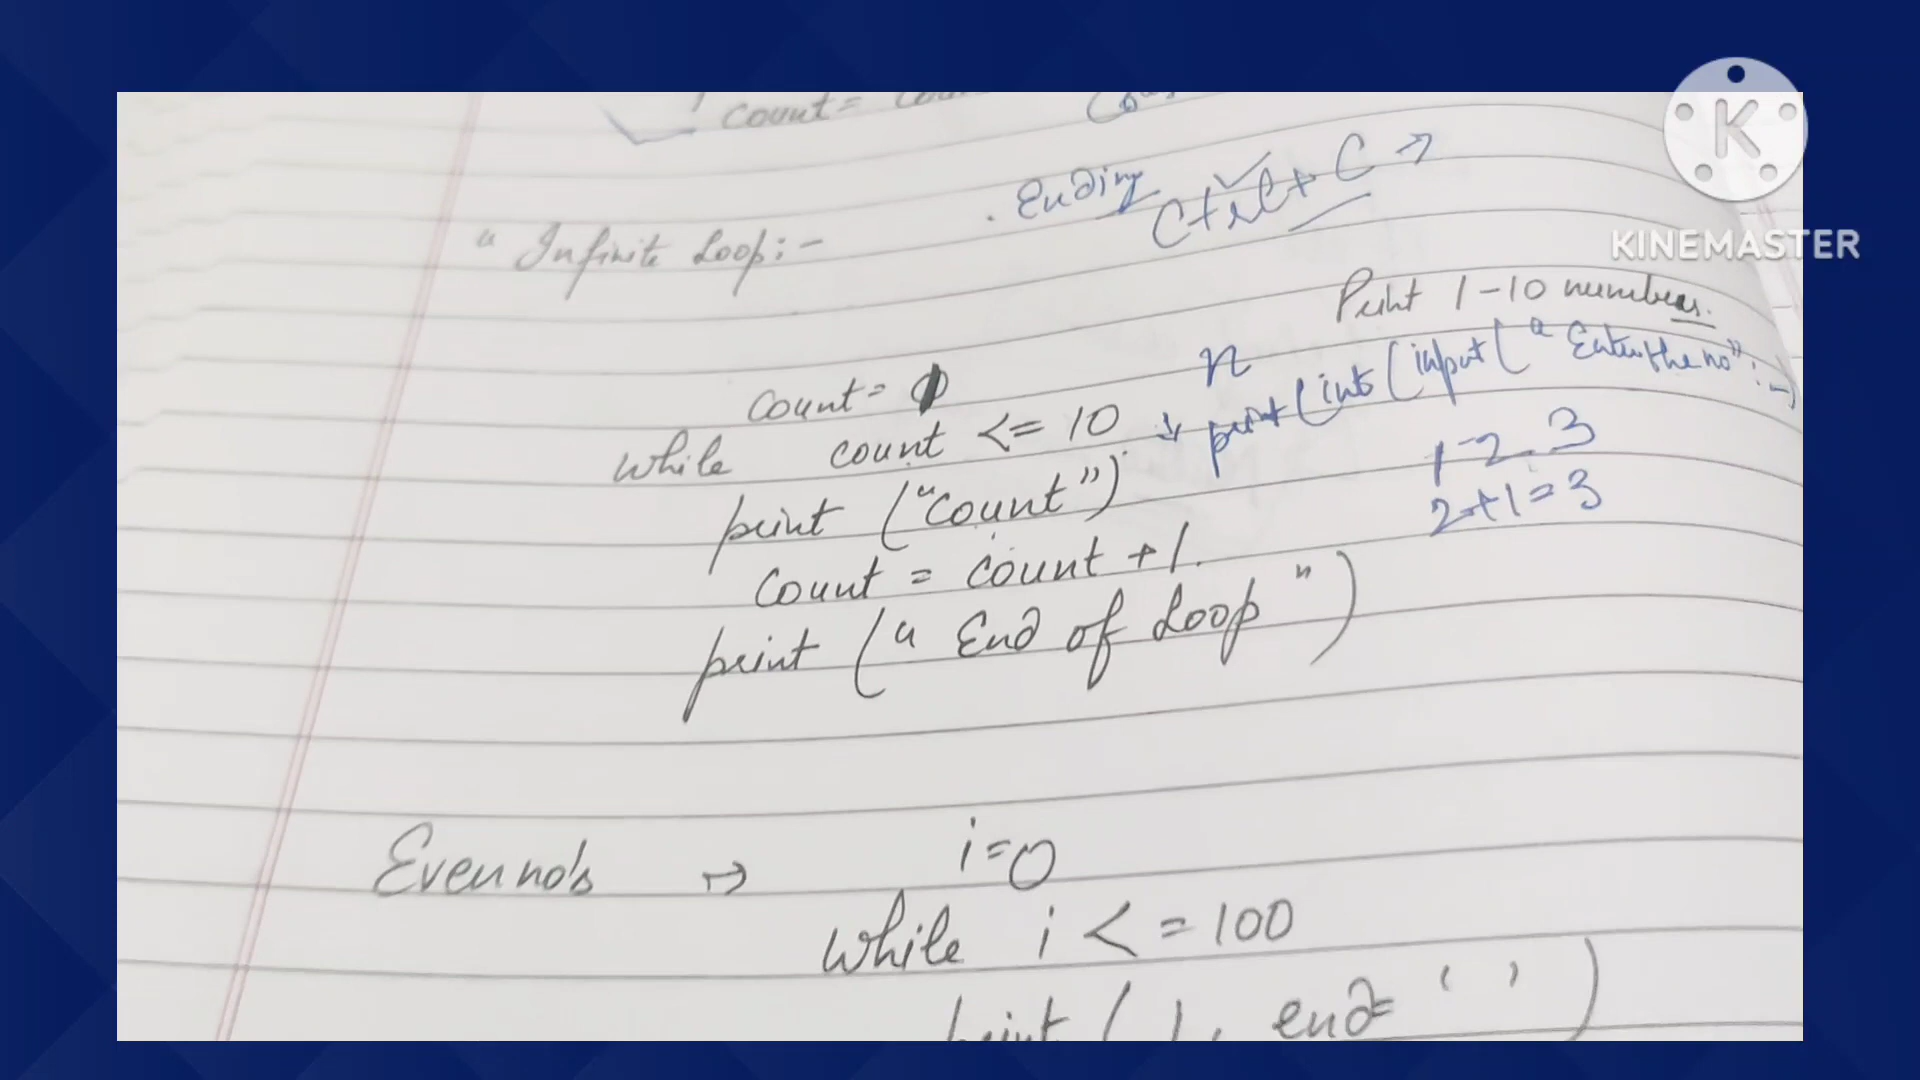 count =
Ending Ctrl + C →
" Infinite Loop:-
Print 1-10 numbers.
n
print (int (input ( " Enter the no" :-)
count =
while count <= 10
1 2 3
print ("count")
2+1=3
count = count +1.
print (" End of Loop ")
Even no's → i=0
while i <= 100
print ( end= ' ' )
K
KINEMASTER